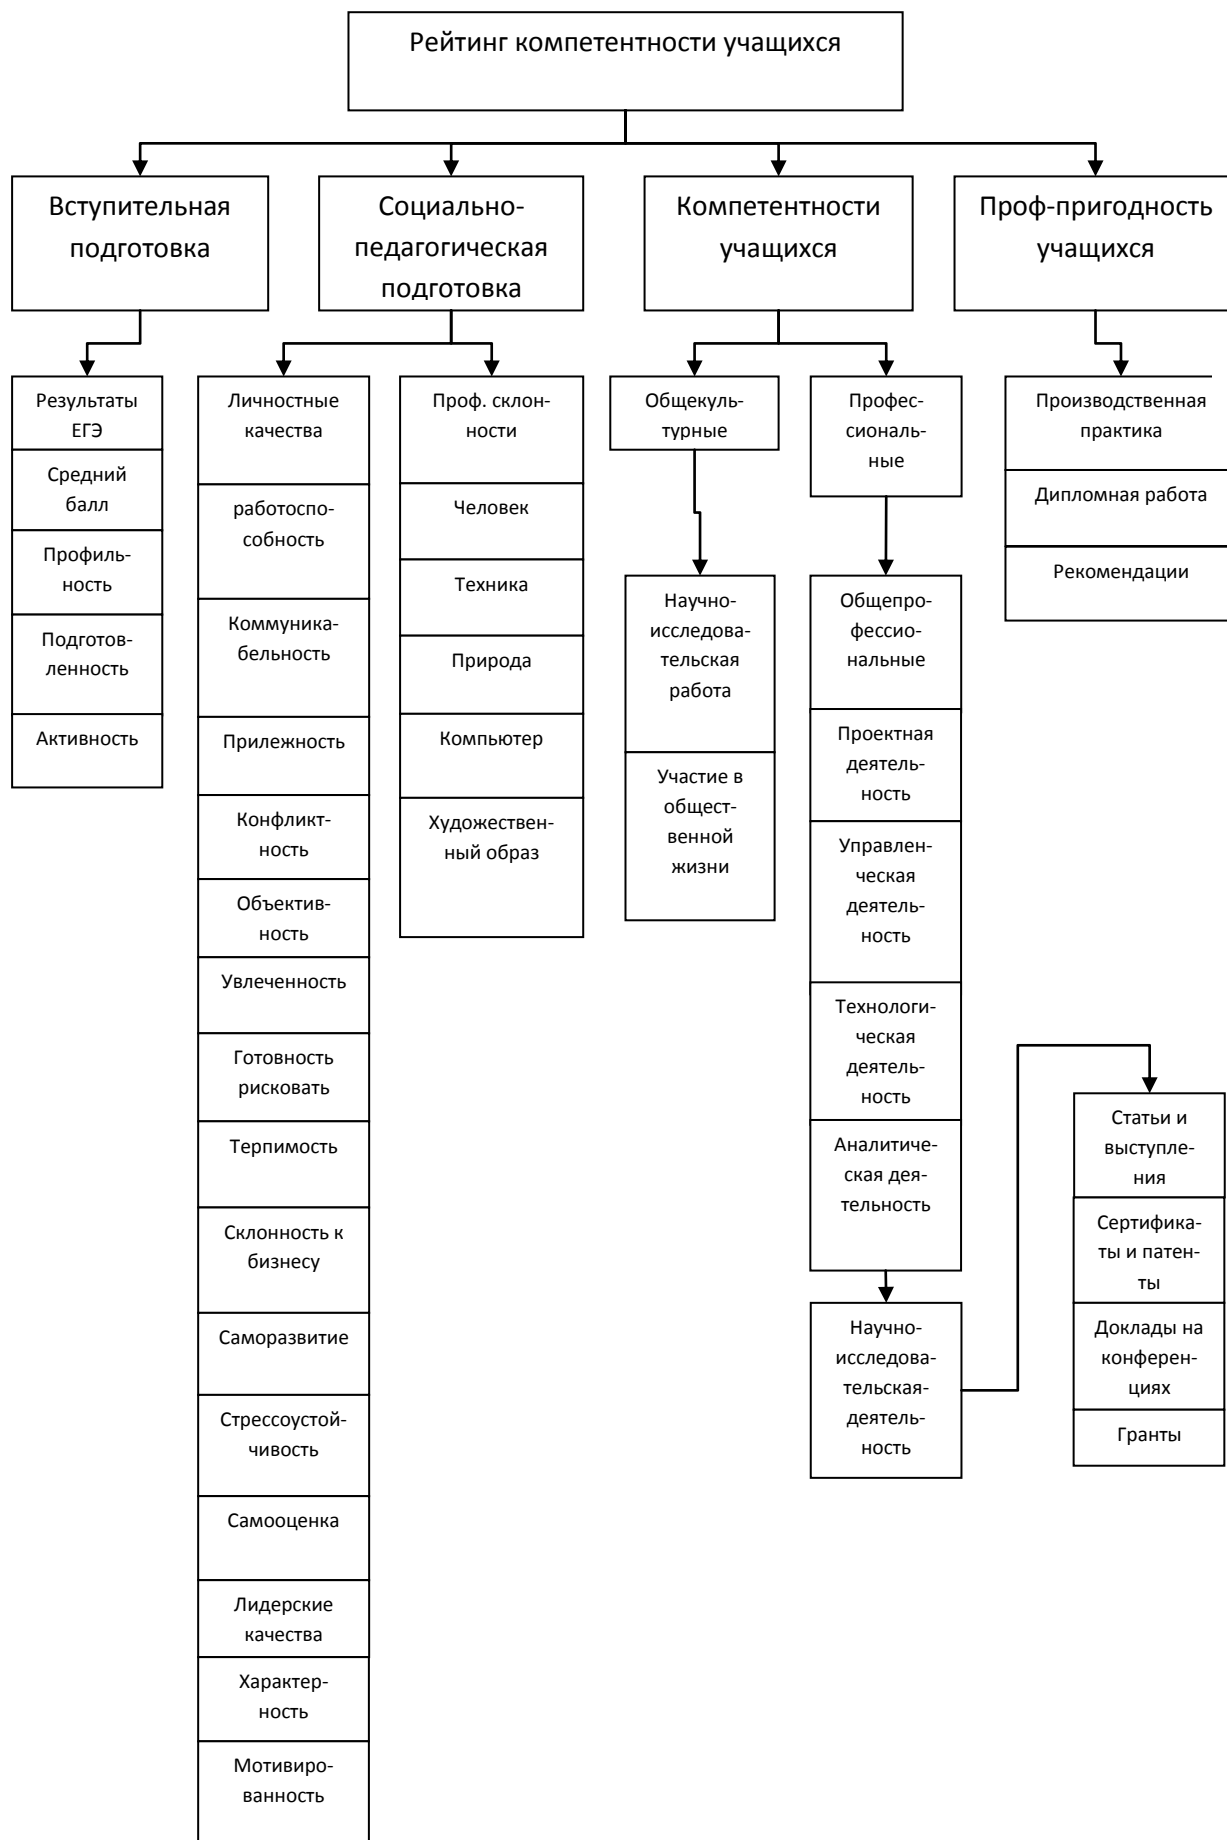 Рейтинг компетентности учащихся
Вступительная
подготовка
Социально-
педагогическая
подготовка
Компетентности
учащихся
Проф-пригодность
учащихся
Результаты
ЕГЭ
Средний
балл
Профиль-
ность
Подготов-
ленность
Активность
Личностные
качества
работоспо-
собность
Коммуника-
бельность
Прилежность
Конфликт-
ность
Объектив-
ность
Увлеченность
Готовность
рисковать
Терпимость
Склонность к
бизнесу
Саморазвитие
Стрессоустой-
чивость
Самооценка
Лидерские
качества
Характер-
ность
Мотивиро-
ванность
Проф. склон-
ности
Человек
Техника
Природа
Компьютер
Художествен-
ный образ
Общекуль-
турные
Научно-
исследова-
тельская
работа
Участие в
общест-
венной
жизни
Профес-
сиональ-
ные
Общепро-
фессио-
нальные
Проектная
деятель-
ность
Управлен-
ческая
деятель-
ность
Технологи-
ческая
деятель-
ность
Аналитиче-
ская дея-
тельность
Научно-
исследова-
тельская-
деятель-
ность
Производственная
практика
Дипломная работа
Рекомендации
Статьи и
выступле-
ния
Сертифика-
ты и патен-
ты
Доклады на
конферен-
циях
Гранты